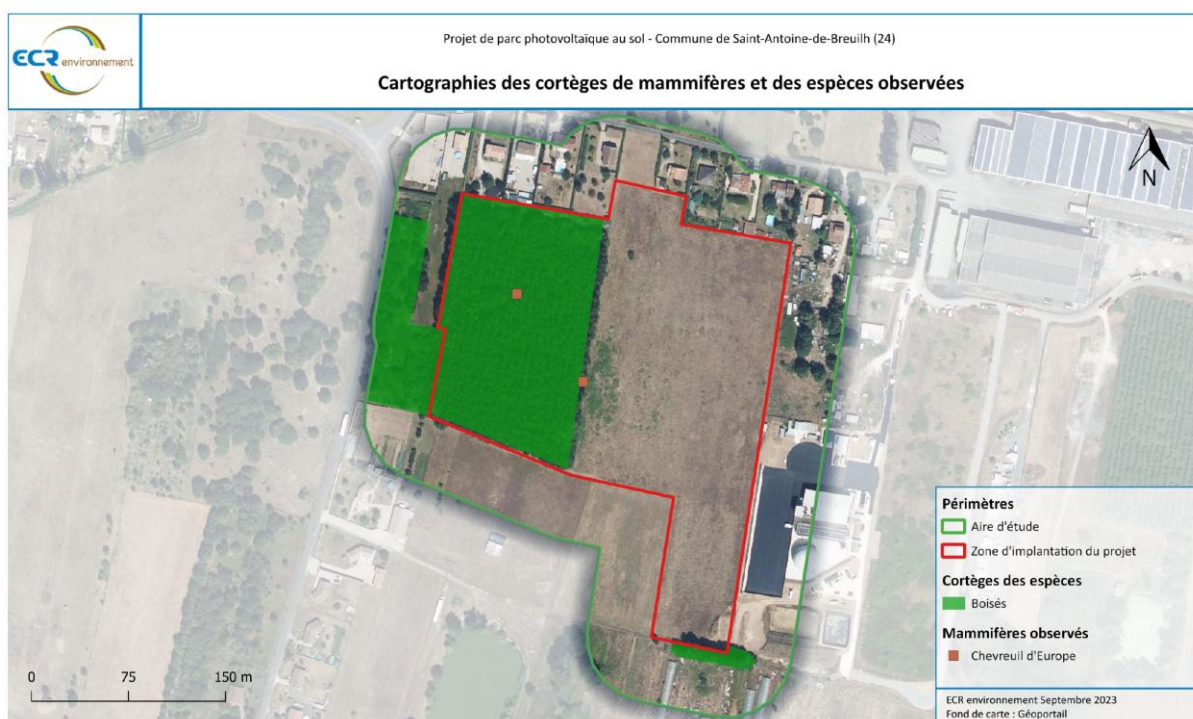 ECR environnement
Projet de parc photovoltaïque au sol - Commune de Saint-Antoine-de-Breuilh (24)
Cartographies des cortèges de mammifères et des espèces observées
N
Périmètres
Aire d'étude
Zone d'implantation du projet
Cortèges des espèces
Boisés
Mammifères observés
Chevreuil d'Europe
0 75 150 m
ECR environnement Septembre 2023
Fond de carte : Géoportail